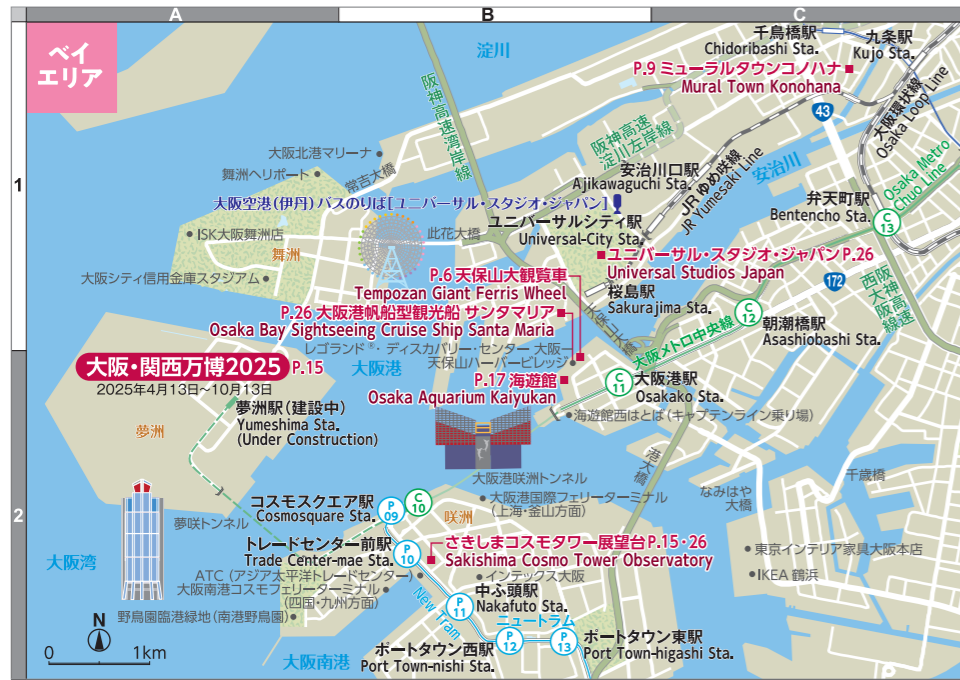 A
B
C
1
2
ベイ
エリア
淀川
千鳥橋駅
Chidoribashi Sta.
九条駅
Kujo Sta.
P.9 ミューラルタウンコノハナ
Mural Town Konohana
阪神高速湾岸線
阪神高速
淀川左岸線
43
大阪環状線
Osaka Loop Line
大阪北港マリーナ
舞洲ヘリポート
常吉大橋
安治川口駅
Ajikawaguchi Sta.
JRゆめ咲線
JR Yumesaki Line
安治川
Osaka Metro
Chuo Line
弁天町駅
Bentencho Sta.
C
13
大阪空港(伊丹)バスのりば[ユニバーサル・スタジオ・ジャパン]
ユニバーサルシティ駅
Universal-City Sta.
此花大橋
ISK大阪舞洲店
舞洲
大阪シティ信用金庫スタジアム
ユニバーサル・スタジオ・ジャパン P.26
Universal Studios Japan
P.6 天保山大観覧車
Tempozan Giant Ferris Wheel
桜島駅
Sakurajima Sta.
172
阪神高速
大阪西
P.26 大阪港帆船型観光船 サンタマリア
Osaka Bay Sightseeing Cruise Ship Santa Maria
天保山大橋
大阪メトロ中央線
C
12
朝潮橋駅
Asashiobashi Sta.
レゴランド®・ディスカバリー・センター 大阪
天保山ハーバービレッジ
大阪・関西万博2025
P.15
2025年4月13日~10月13日
大阪港
P.17 海遊館
Osaka Aquarium Kaiyukan
C
11
大阪港駅
Osakako Sta.
夢洲駅(建設中)
Yumeshima Sta.
(Under Construction)
海遊館西はとば(キャプテンライン乗り場)
夢洲
港大橋
大阪港咲洲トンネル
なみはや
大橋
千歳橋
コスモスクエア駅
Cosmosquare Sta.
P
09
C
10
咲洲
大阪港国際フェリーターミナル
(上海・釜山方面)
夢咲トンネル
トレードセンター前駅
Trade Center-mae Sta.
P
10
さきしまコスモタワー展望台P.15・26
Sakishima Cosmo Tower Observatory
東京インテリア家具大阪本店
IKEA 鶴浜
大阪湾
ATC(アジア太平洋トレードセンター)
大阪南港コスモフェリーターミナル
(四国・九州方面)
インテックス大阪
中ふ頭駅
Nakafuto Sta.
P
11
New Tram
ニュートラム
野鳥園臨港緑地(南港野鳥園)
N
0
1km
大阪南港
ポートタウン西駅
Port Town-nishi Sta.
P
12
P
13
ポートタウン東駅
Port Town-higashi Sta.